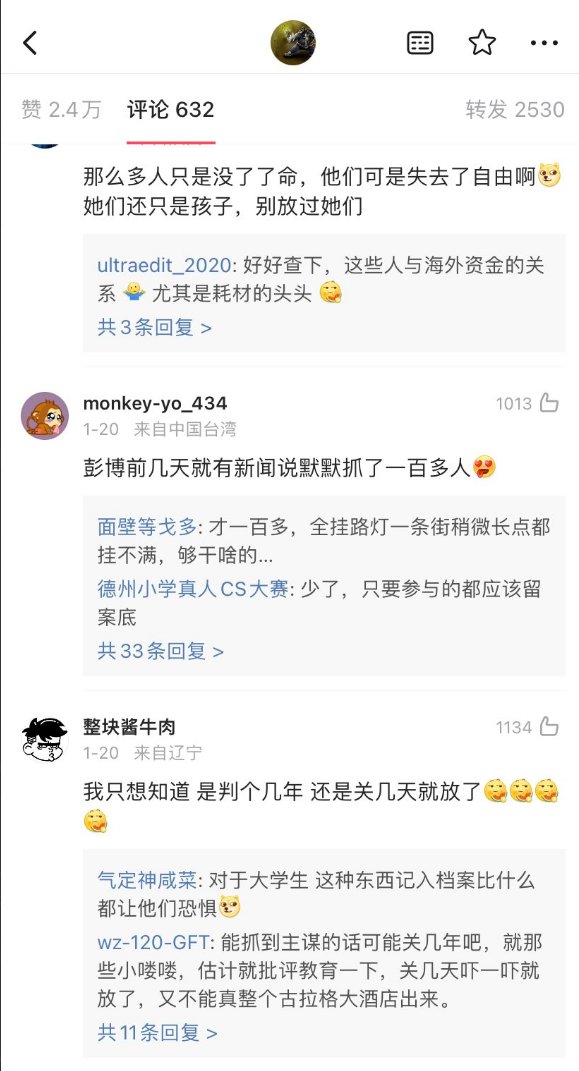 赞 2.4万 评论 632 转发 2530
那么多人只是没了了命，他们可是失去了自由啊
她们还只是孩子，别放过她们
ultraedit_2020: 好好查下，这些人与海外资金的关
系 尤其是耗材的头头
共3条回复 >
monkey-yo_434 1013
1-20 来自中国台湾
彭博前几天就有新闻说默默抓了一百多人
面壁等戈多: 才一百多，全挂路灯一条街稍微长点都
挂不满，够干啥的...
德州小学真人CS大赛: 少了，只要参与的都应该留
案底
共33条回复 >
整块酱牛肉 1134
1-20 来自辽宁
我只想知道 是判个几年 还是关几天就放了
气定神咸菜: 对于大学生 这种东西记入档案比什么
都让他们恐惧
wz-120-GFT: 能抓到主谋的话可能关几年吧，就那
些小喽喽，估计就批评教育一下，关几天吓一吓就
放了，又不能真整个古拉格大酒店出来。
共11条回复 >